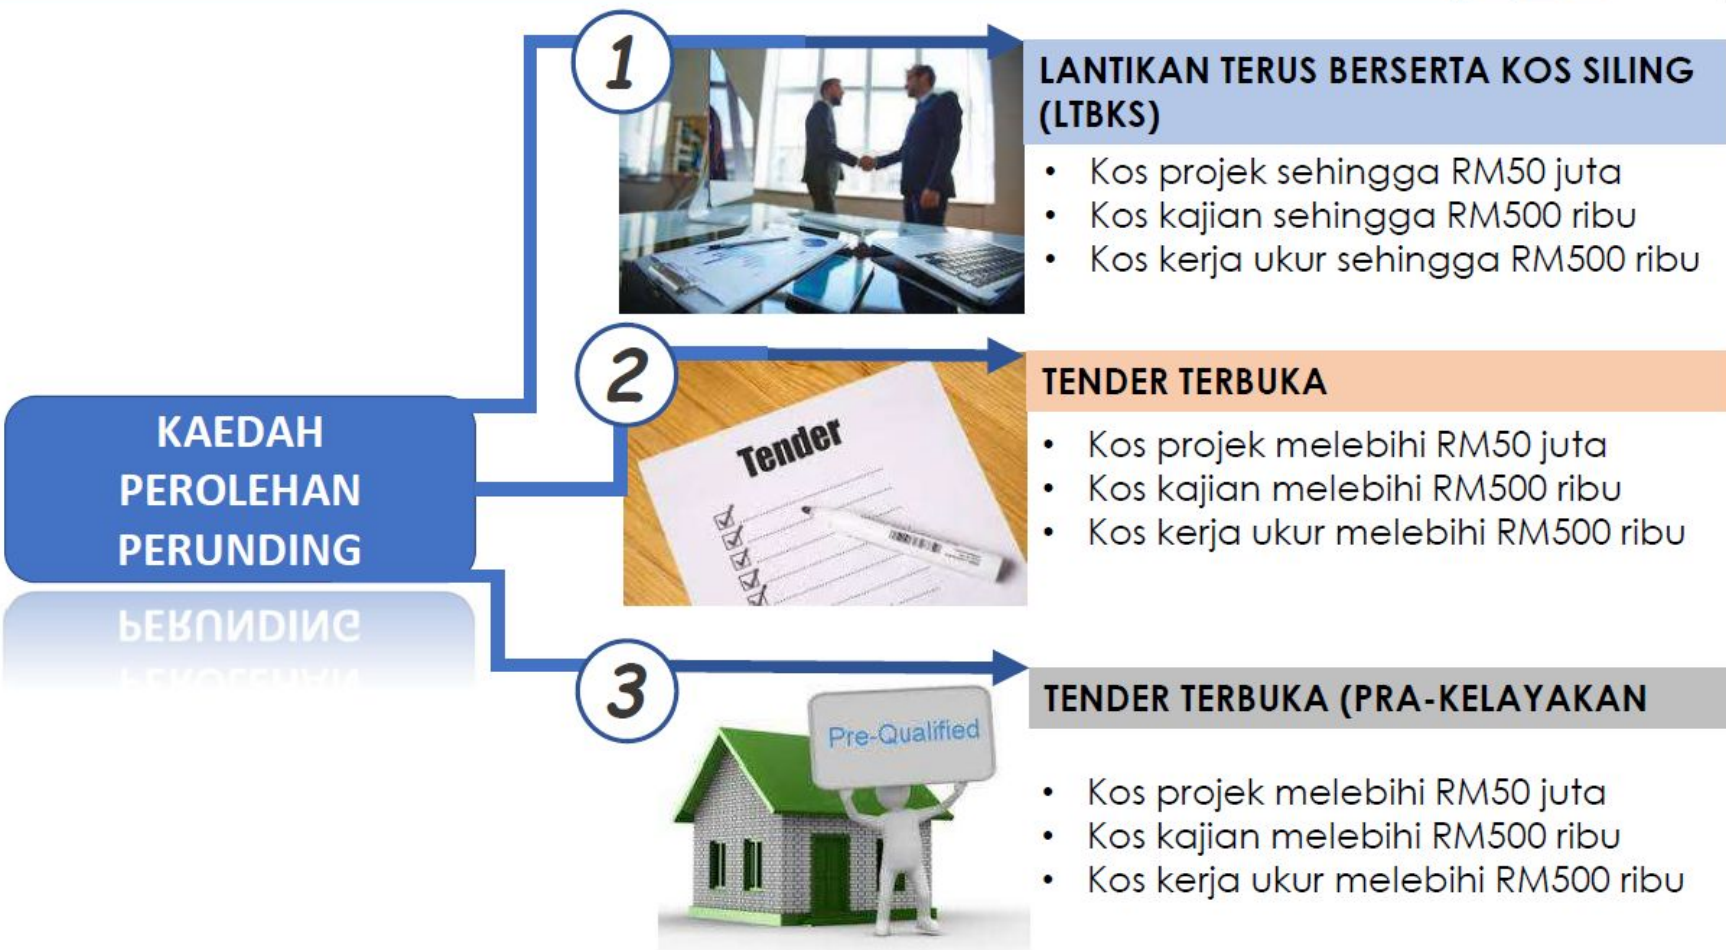 KAEDAH
PEROLEHAN
PERUNDING
1
LANTIKAN TERUS BERSERTA KOS SILING
(LTBKS)
• Kos projek sehingga RM50 juta
• Kos kajian sehingga RM500 ribu
• Kos kerja ukur sehingga RM500 ribu
2
Tender
TENDER TERBUKA
• Kos projek melebihi RM50 juta
• Kos kajian melebihi RM500 ribu
• Kos kerja ukur melebihi RM500 ribu
3
Pre-Qualified
TENDER TERBUKA (PRA-KELAYAKAN
• Kos projek melebihi RM50 juta
• Kos kajian melebihi RM500 ribu
• Kos kerja ukur melebihi RM500 ribu